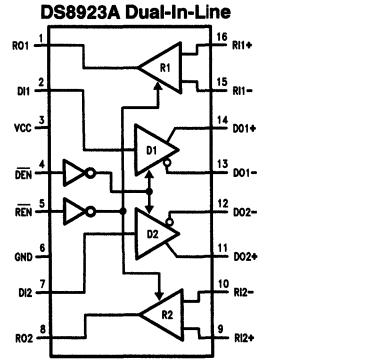 DS8923A Dual-In-Line
RO1 1
16 RI1+
R1
DI1 2
15 RI1-
VCC 3
14 DO1+
D1
DEN 4
13 DO1-
REN 5
12 DO2-
D2
GND 6
11 DO2+
DI2 7
10 RI2-
R2
RO2 8
9 RI2+